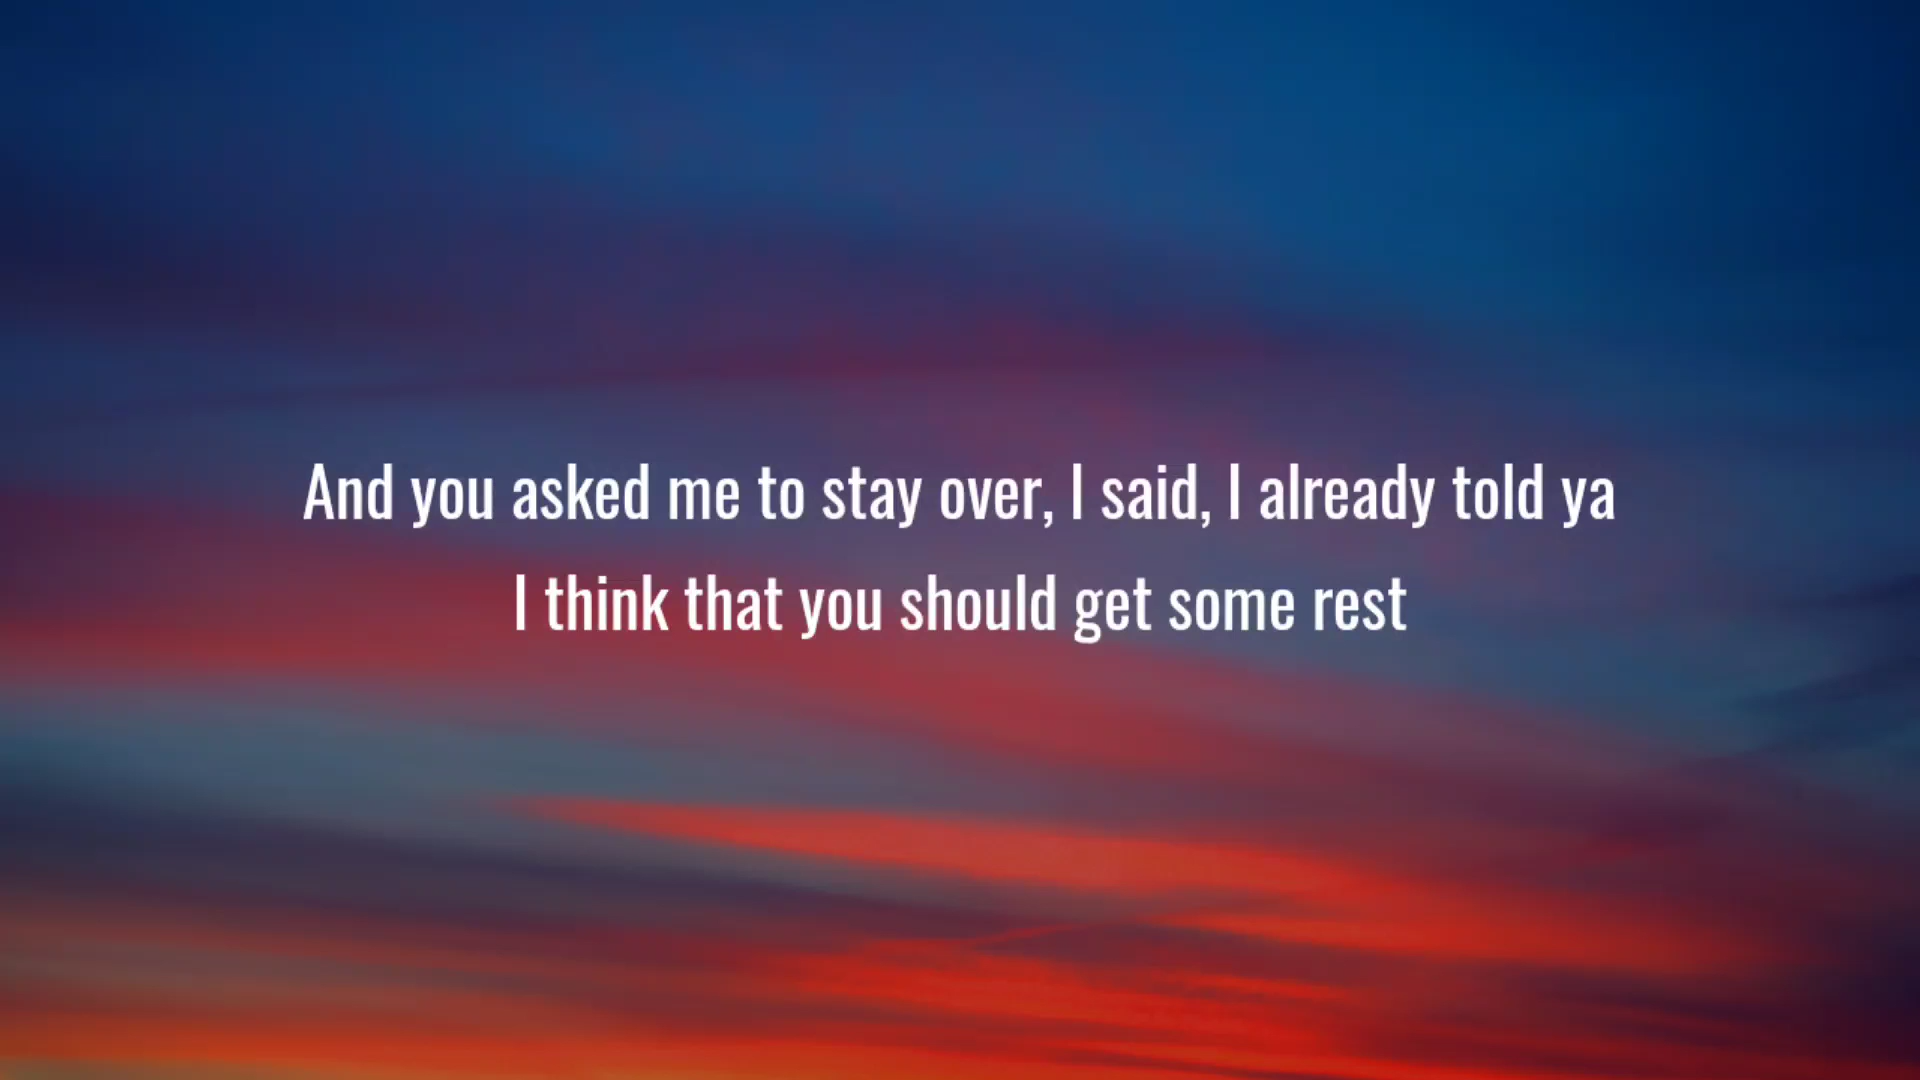 And you asked me to stay over, I said, I already told ya
I think that you should get some rest